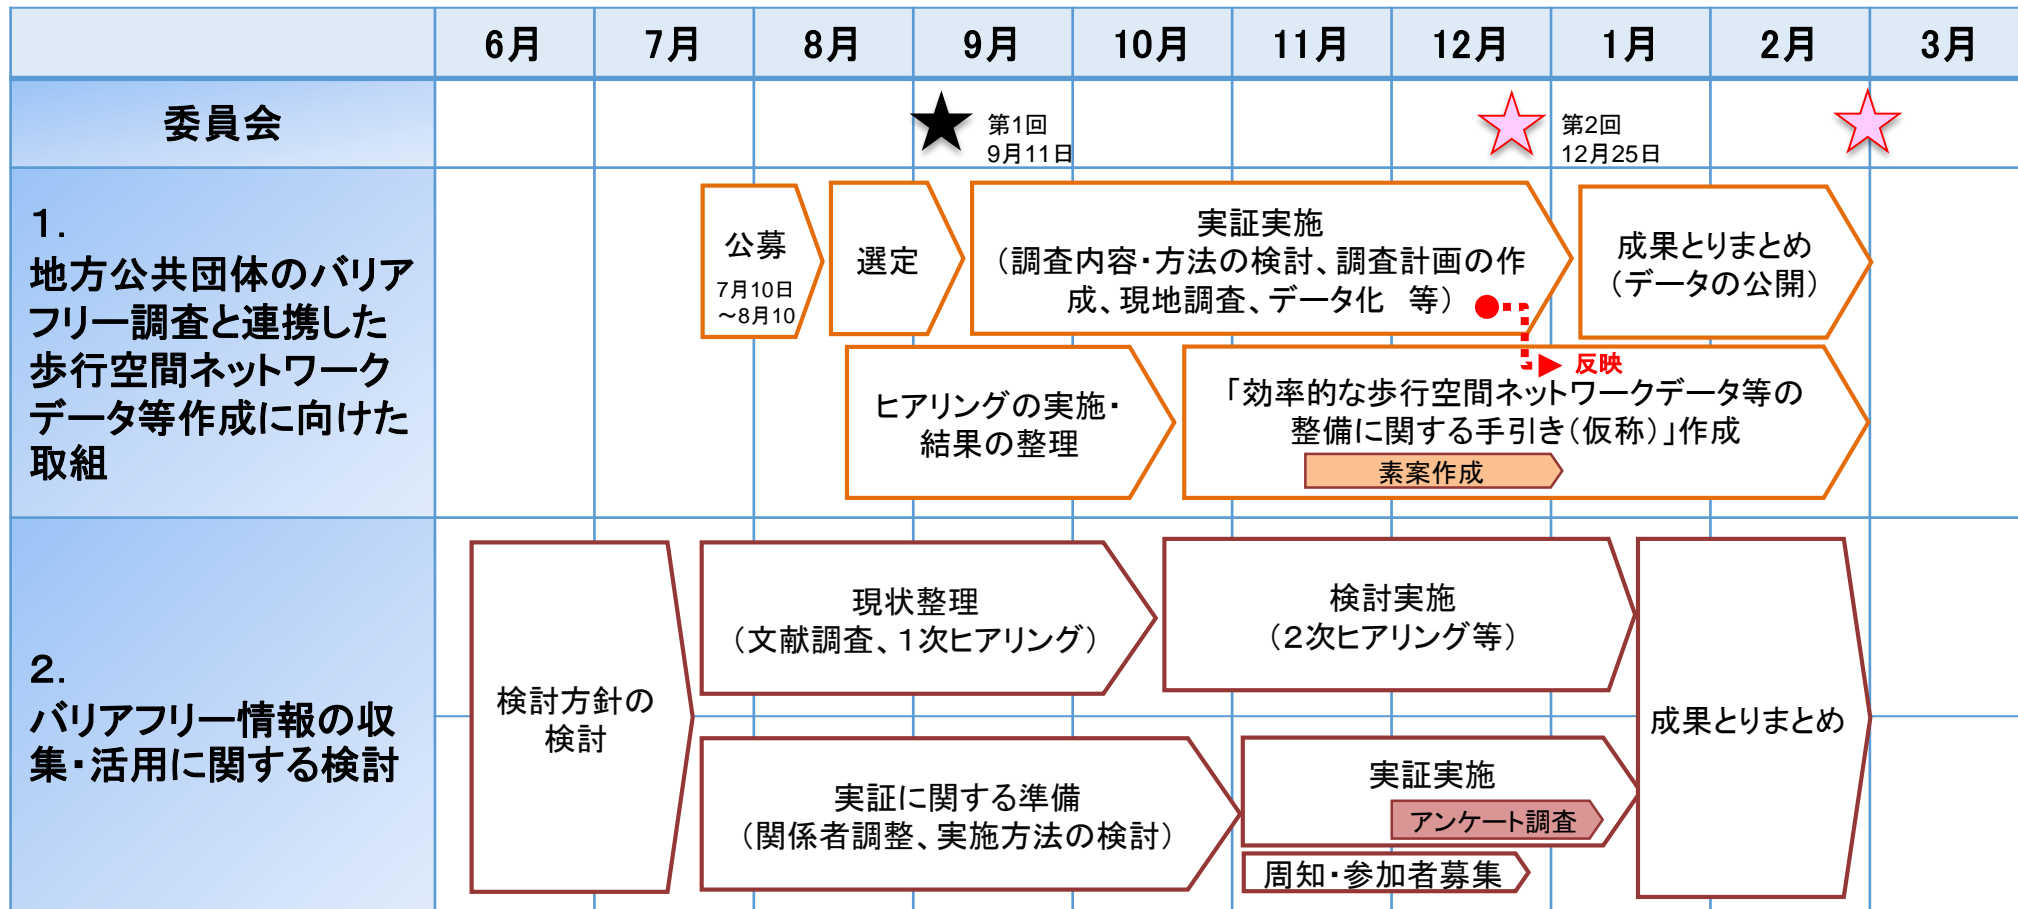 6月 7月 8月 9月 10月 11月 12月 1月 2月 3月
委員会
第1回
9月11日
第2回
12月25日
1.
地方公共団体のバリア
フリー調査と連携した
歩行空間ネットワーク
データ等作成に向けた
取組
公募
7月10日
～8月10
選定
実証実施
（調査内容・方法の検討、調査計画の作
成、現地調査、データ化　等）
成果とりまとめ
（データの公開）
反映
ヒアリングの実施・
結果の整理
「効率的な歩行空間ネットワークデータ等の
整備に関する手引き（仮称）」作成
素案作成
2.
バリアフリー情報の収
集・活用に関する検討
検討方針の
検討
現状整理
（文献調査、１次ヒアリング）
検討実施
（２次ヒアリング等）
実証に関する準備
（関係者調整、実施方法の検討）
実証実施
アンケート調査
周知・参加者募集
成果とりまとめ